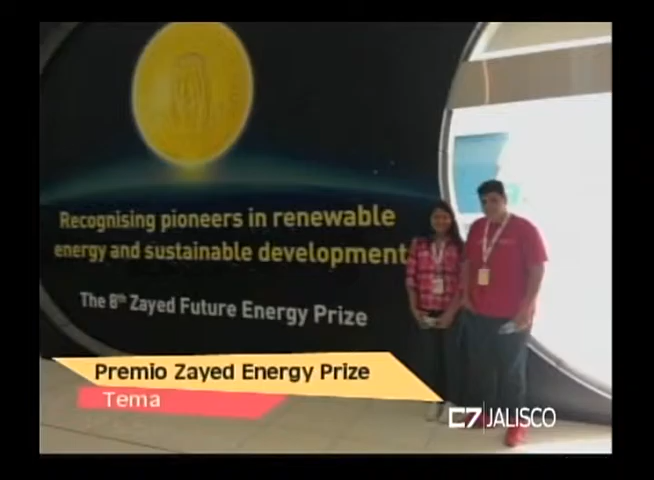 Recognising pioneers in renewable
energy and sustainable development
The 8th Zayed Future Energy Prize
Premio Zayed Energy Prize
Tema
C7 JALISCO